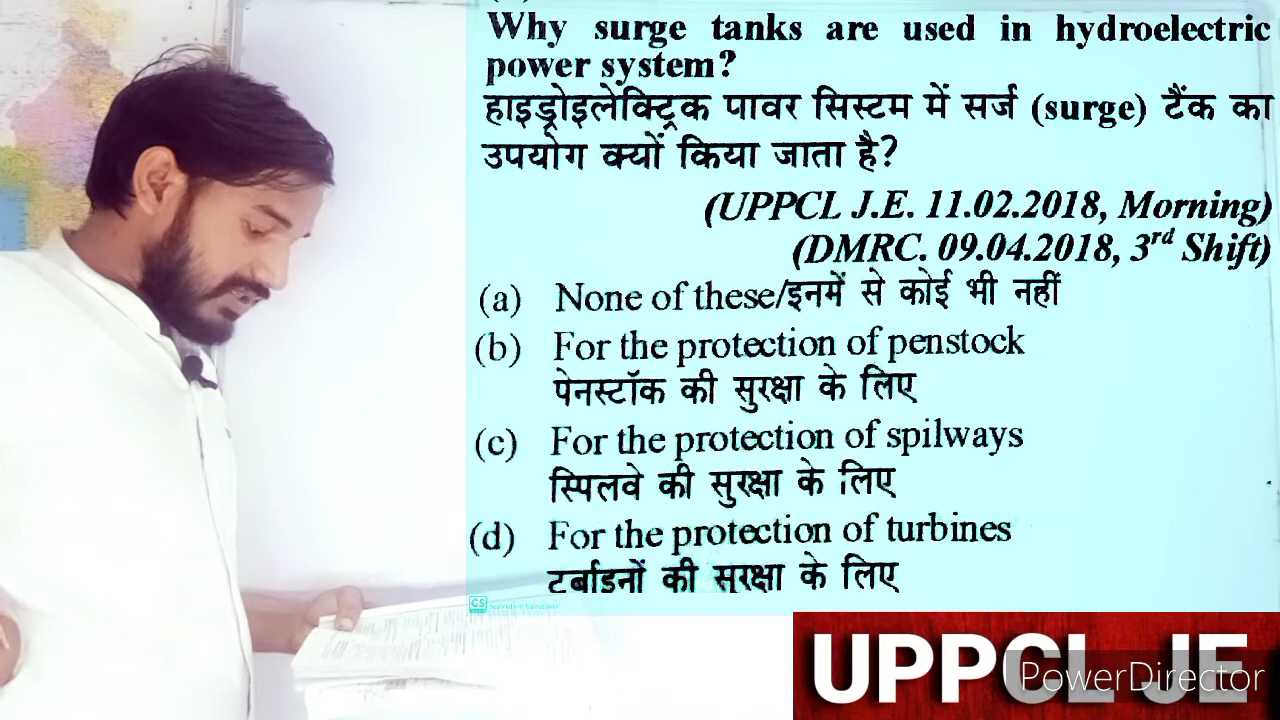 Why surge tanks are used in hydroelectric
power system?
हाइड्रोइलेक्ट्रिक पावर सिस्टम में सर्ज (surge) टैंक का
उपयोग क्यों किया जाता है?
(UPPCL J.E. 11.02.2018, Morning)
(DMRC. 09.04.2018, 3rd Shift)
(a) None of these/इनमें से कोई भी नहीं
(b) For the protection of penstock
पेनस्टॉक की सुरक्षा के लिए
(c) For the protection of spilways
स्पिलवे की सुरक्षा के लिए
(d) For the protection of turbines
टर्बाइनों की सुरक्षा के लिए
CS
UPPCL JE
PowerDirector